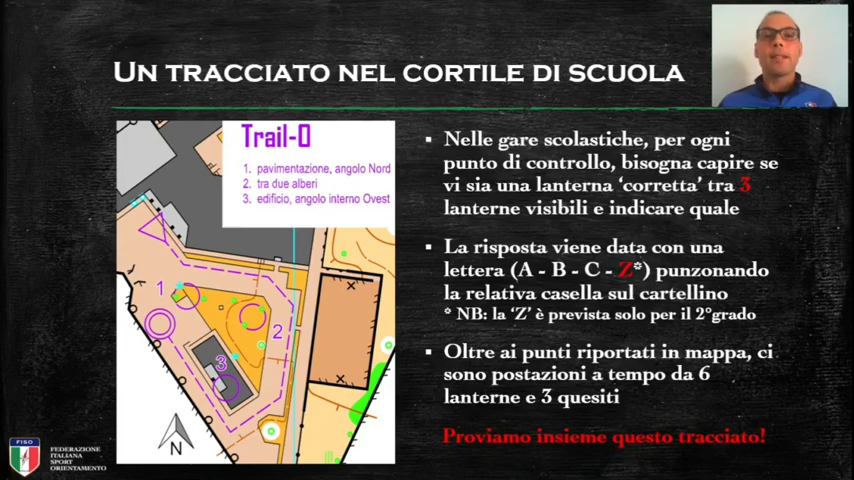 Un tracciato nel cortile di scuola
Trail-O
1. pavimentazione, angolo Nord
2. tra due alberi
3. edificio, angolo interno Ovest
1
2
3
N
▪ Nelle gare scolastiche, per ogni
punto di controllo, bisogna capire se
vi sia una lanterna ‘corretta’ tra 3
lanterne visibili e indicare quale
▪ La risposta viene data con una
lettera (A - B - C - Z*) punzonando
la relativa casella sul cartellino
* NB: la ‘Z’ è prevista solo per il 2°grado
▪ Oltre ai punti riportati in mappa, ci
sono postazioni a tempo da 6
lanterne e 3 quesiti
Proviamo insieme questo tracciato!
FISO
FEDERAZIONE
ITALIANA
SPORT
ORIENTAMENTO